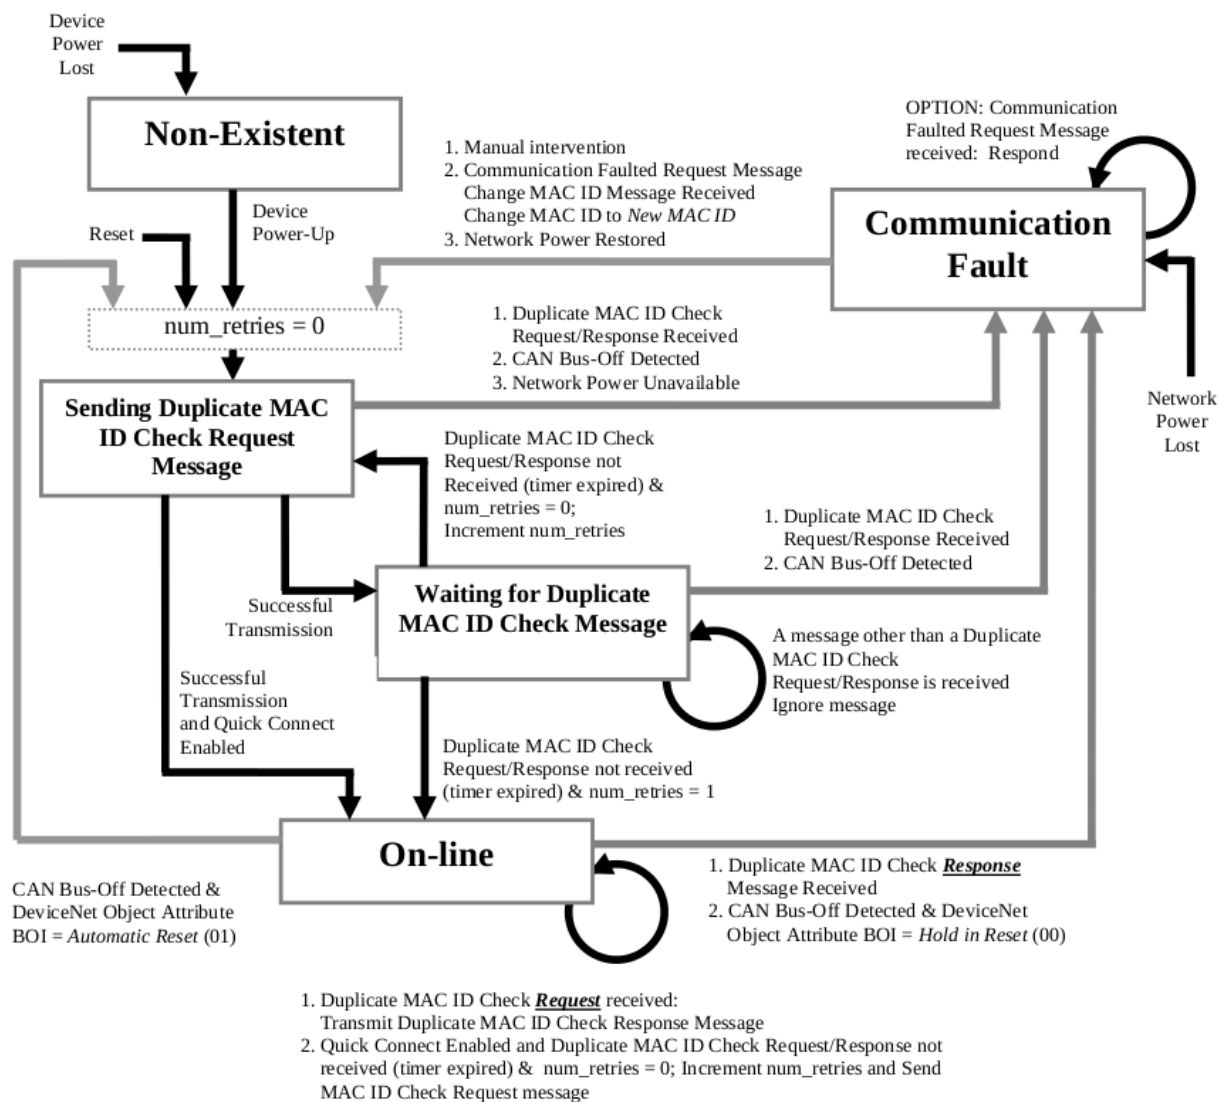 Device
Power
Lost
Non-Existent
OPTION: Communication
Faulted Request Message
received: Respond
1. Manual intervention
2. Communication Faulted Request Message
Change MAC ID Message Received
Change MAC ID to New MAC ID
3. Network Power Restored
Device
Power-Up
Reset
Communication
Fault
num_retries = 0
1. Duplicate MAC ID Check
Request/Response Received
2. CAN Bus-Off Detected
3. Network Power Unavailable
Network
Power
Lost
Sending Duplicate MAC
ID Check Request
Message
Duplicate MAC ID Check
Request/Response not
Received (timer expired) &
num_retries = 0;
Increment num_retries
1. Duplicate MAC ID Check
Request/Response Received
2. CAN Bus-Off Detected
Successful
Transmission
Waiting for Duplicate
MAC ID Check Message
A message other than a Duplicate
MAC ID Check
Request/Response is received
Ignore message
Successful
Transmission
and Quick Connect
Enabled
Duplicate MAC ID Check
Request/Response not received
(timer expired) & num_retries = 1
On-line
CAN Bus-Off Detected &
DeviceNet Object Attribute
BOI = Automatic Reset (01)
1. Duplicate MAC ID Check Response
Message Received
2. CAN Bus-Off Detected & DeviceNet
Object Attribute BOI = Hold in Reset (00)
1. Duplicate MAC ID Check Request received:
Transmit Duplicate MAC ID Check Response Message
2. Quick Connect Enabled and Duplicate MAC ID Check Request/Response not
received (timer expired) & num_retries = 0; Increment num_retries and Send
MAC ID Check Request message